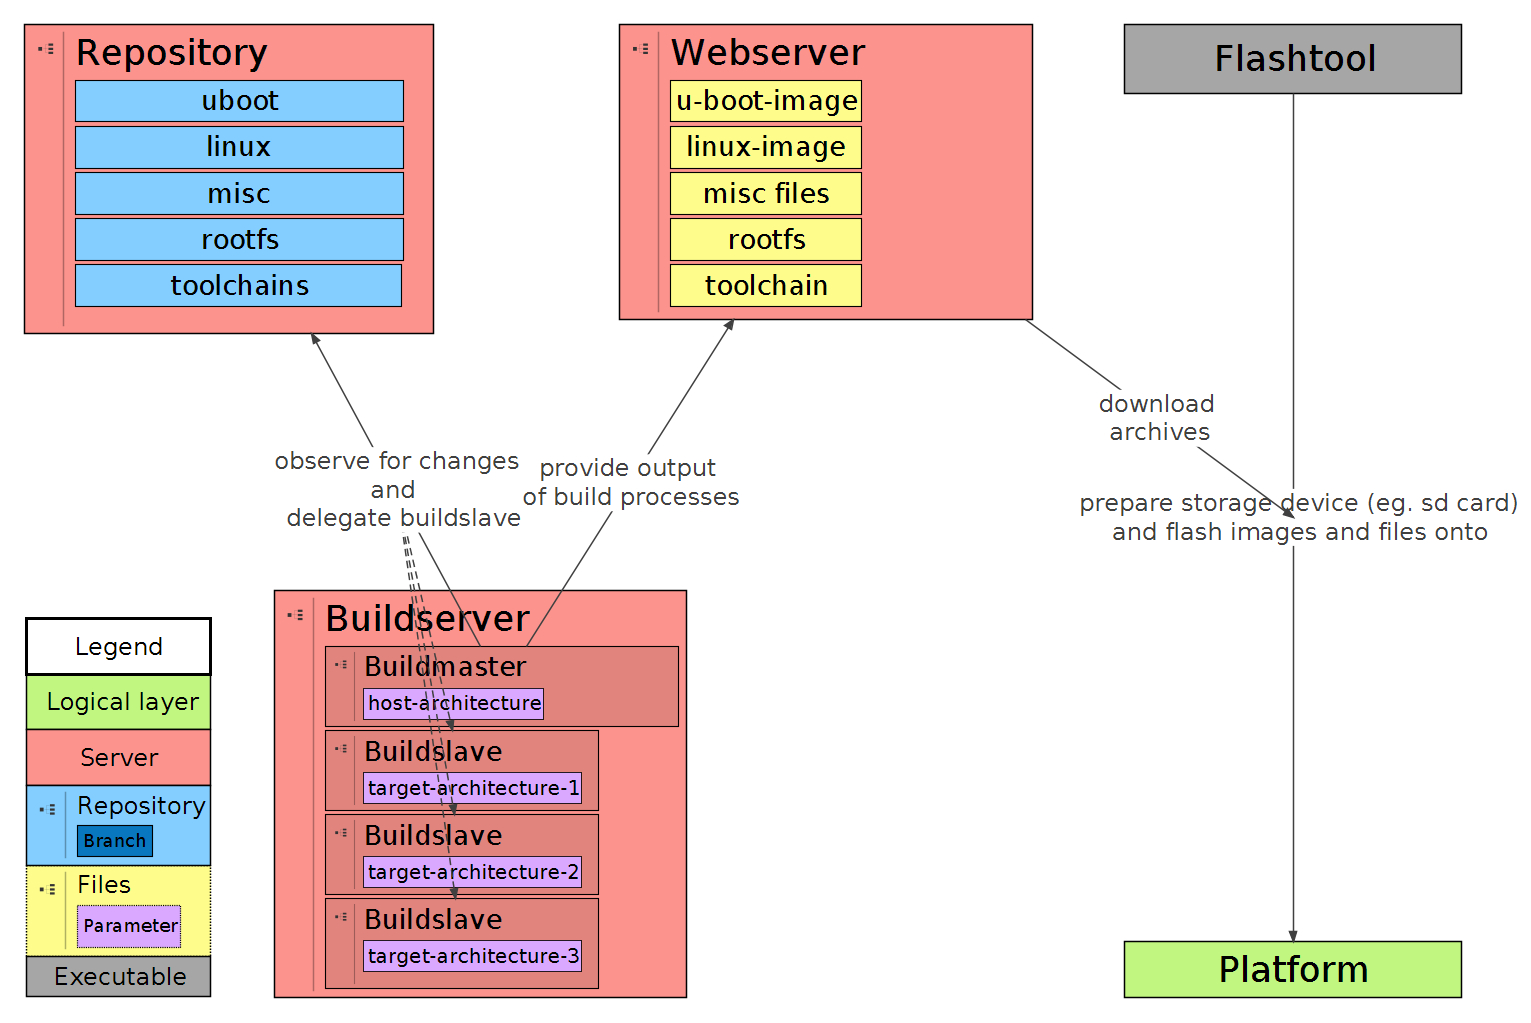 Repository
uboot
linux
misc
rootfs
toolchains
Webserver
u-boot-image
linux-image
misc files
rootfs
toolchain
Flashtool
download
archives
observe for changes
and
delegate buildslave
provide output
of build processes
prepare storage device (eg. sd card)
and flash images and files onto
Buildserver
Buildmaster
host-architecture
Buildslave
target-architecture-1
Buildslave
target-architecture-2
Buildslave
target-architecture-3
Legend
Logical layer
Server
Repository
Branch
Files
Parameter
Executable
Platform